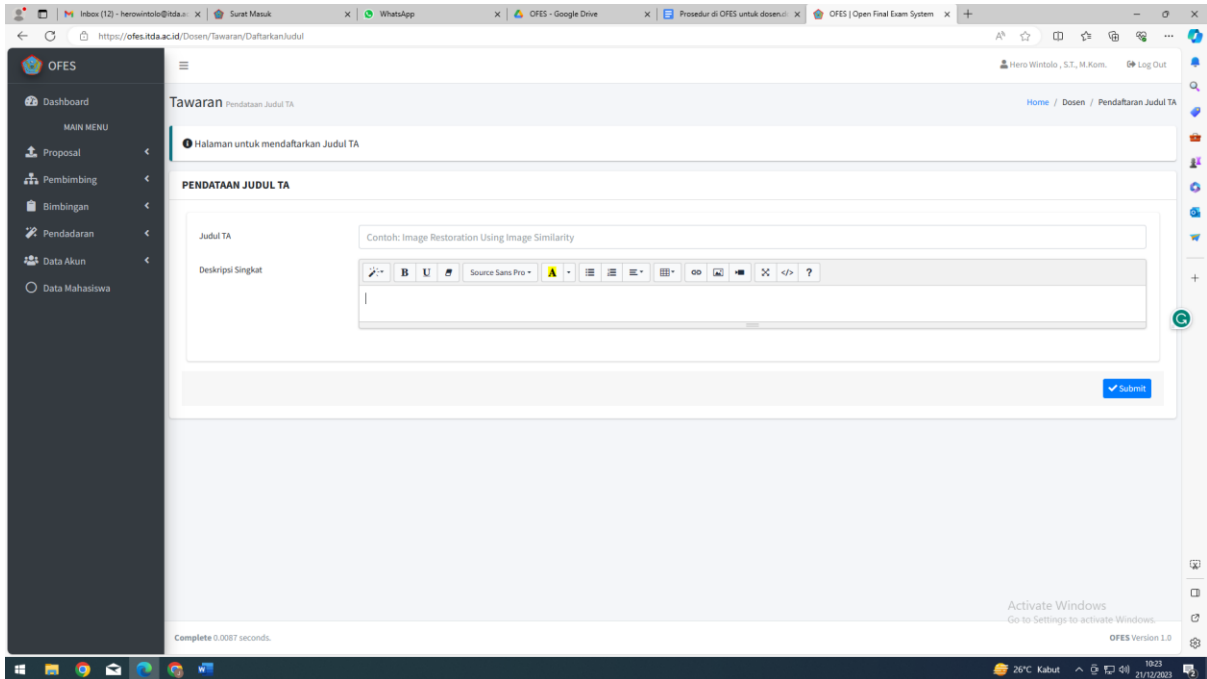 Inbox (12) - herowintolo@itda.a
Surat Masuk
WhatsApp
OFES - Google Drive
Prosedur di OFES untuk dosen.d
OFES | Open Final Exam System
https://ofes.itda.ac.id/Dosen/Tawaran/DaftarkanJudul
OFES
Hero Wintolo , S.T., M.Kom.
Log Out
Dashboard
MAIN MENU
Proposal
Pembimbing
Bimbingan
Pendadaran
Data Akun
Data Mahasiswa
Tawaran Pendataan Judul TA
Home / Dosen / Pendaftaran Judul TA
Halaman untuk mendaftarkan Judul TA
PENDATAAN JUDUL TA
Judul TA
Contoh: Image Restoration Using Image Similarity
Deskripsi Singkat
B U Source Sans Pro A </> ?
Submit
Activate Windows
Go to Settings to activate Windows.
Complete 0.0087 seconds.
OFES Version 1.0
26°C Kabut
10:23
21/12/2023